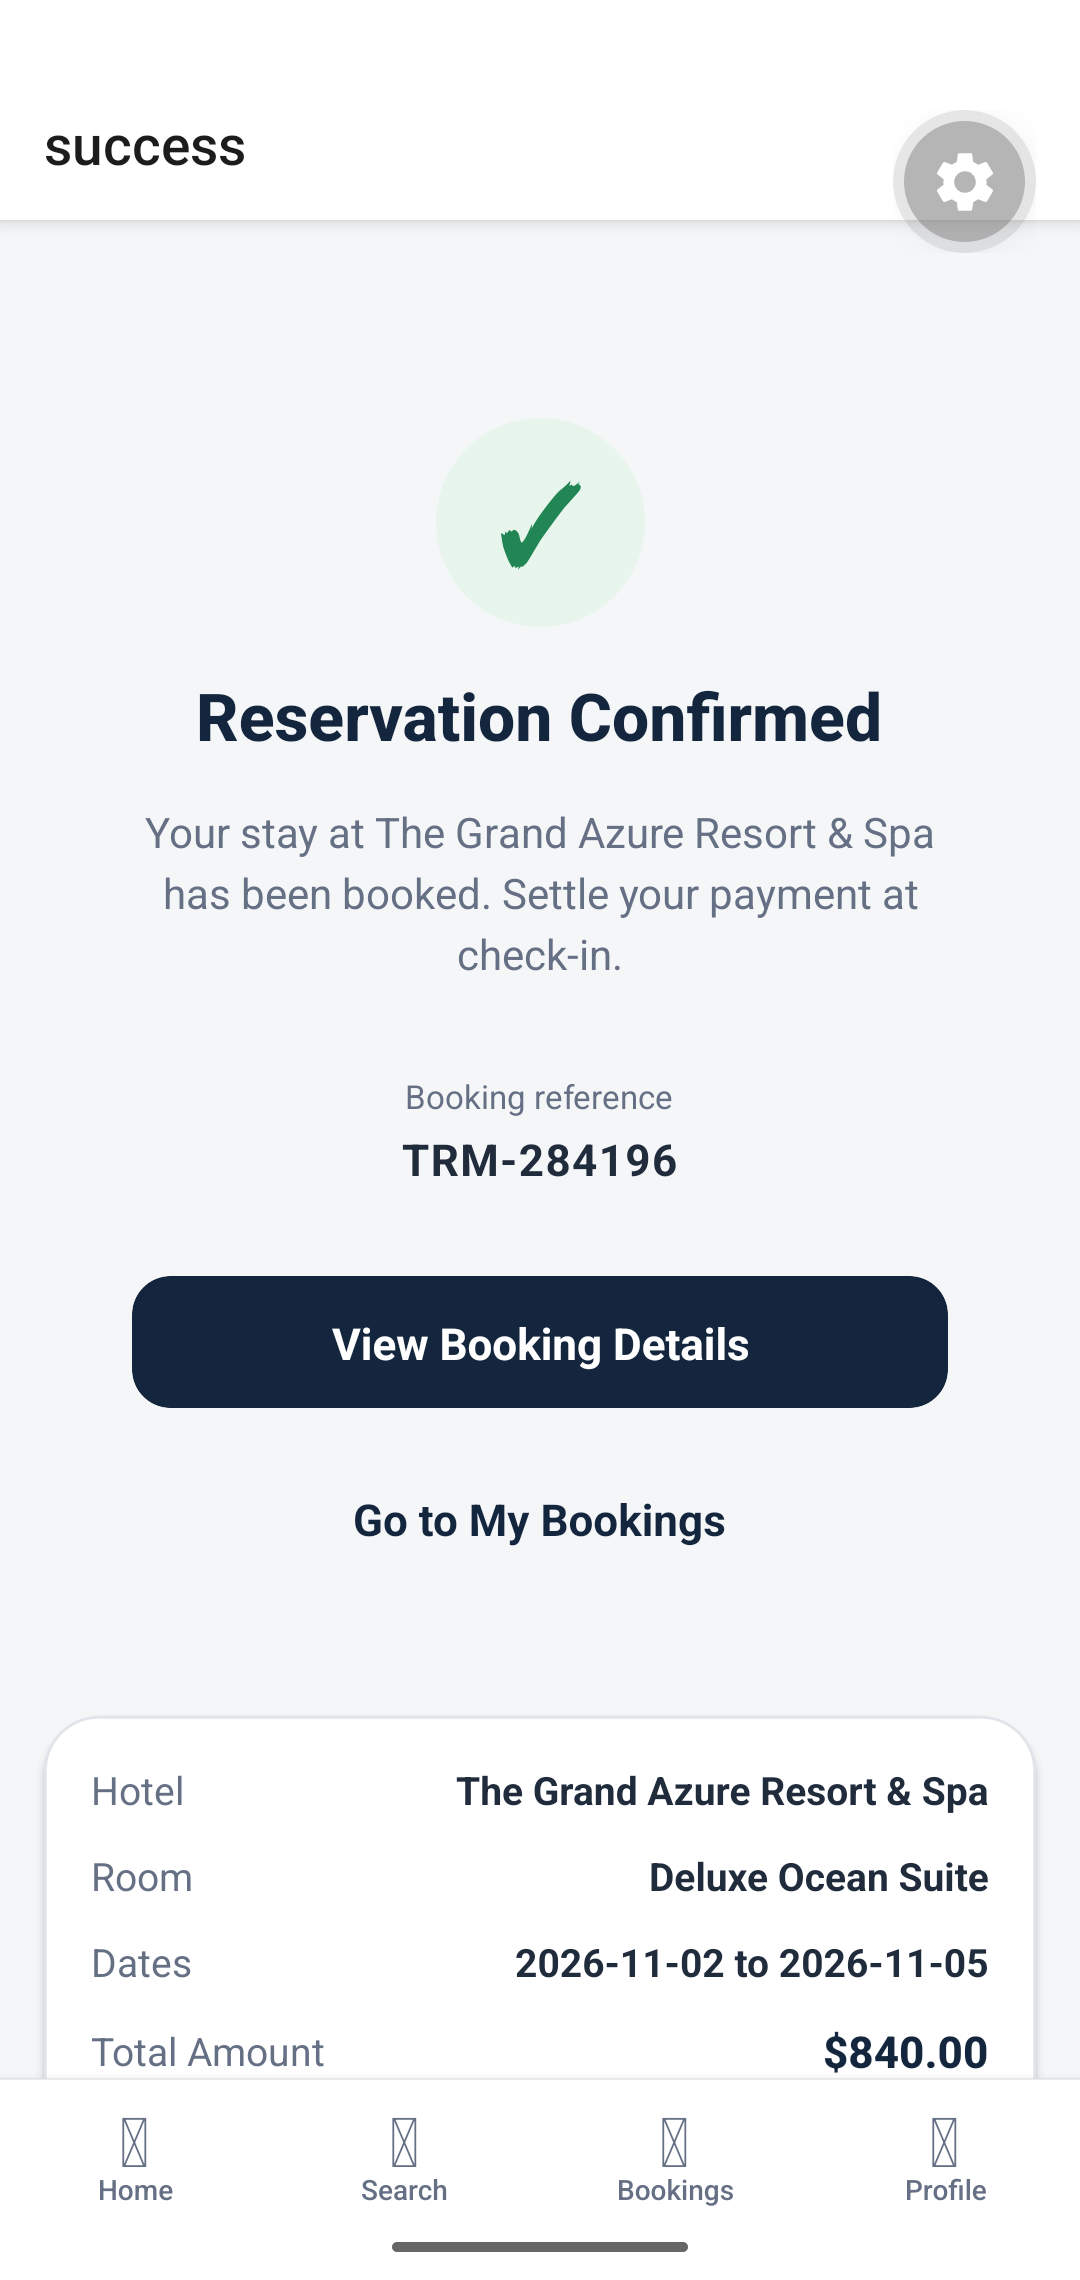 success
Reservation Confirmed
Your stay at The Grand Azure Resort & Spa
has been booked. Settle your payment at
check-in.
Booking reference
TRM-284196
View Booking Details
Go to My Bookings
Hotel The Grand Azure Resort & Spa
Room Deluxe Ocean Suite
Dates 2026-11-02 to 2026-11-05
Total Amount $840.00
Home Search Bookings Profile